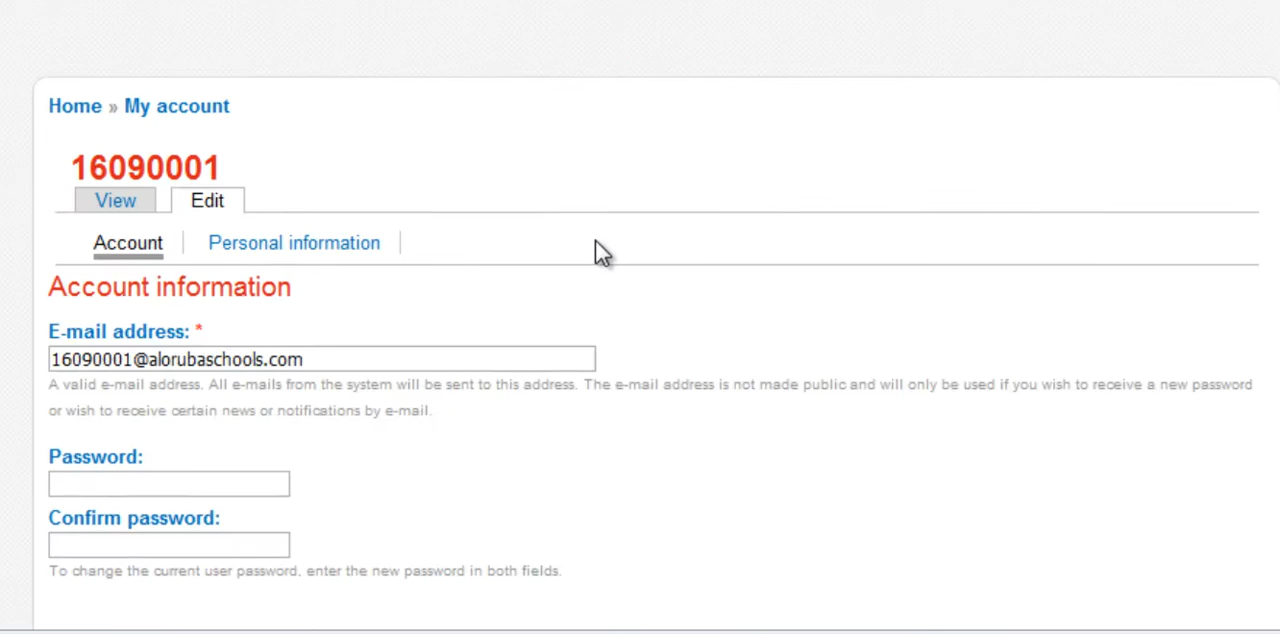 Home » My account
16090001
View Edit
Account Personal information
Account information
E-mail address: *
16090001@alorubaschools.com
A valid e-mail address. All e-mails from the system will be sent to this address. The e-mail address is not made public and will only be used if you wish to receive a new password
or wish to receive certain news or notifications by e-mail.
Password:
Confirm password:
To change the current user password, enter the new password in both fields.